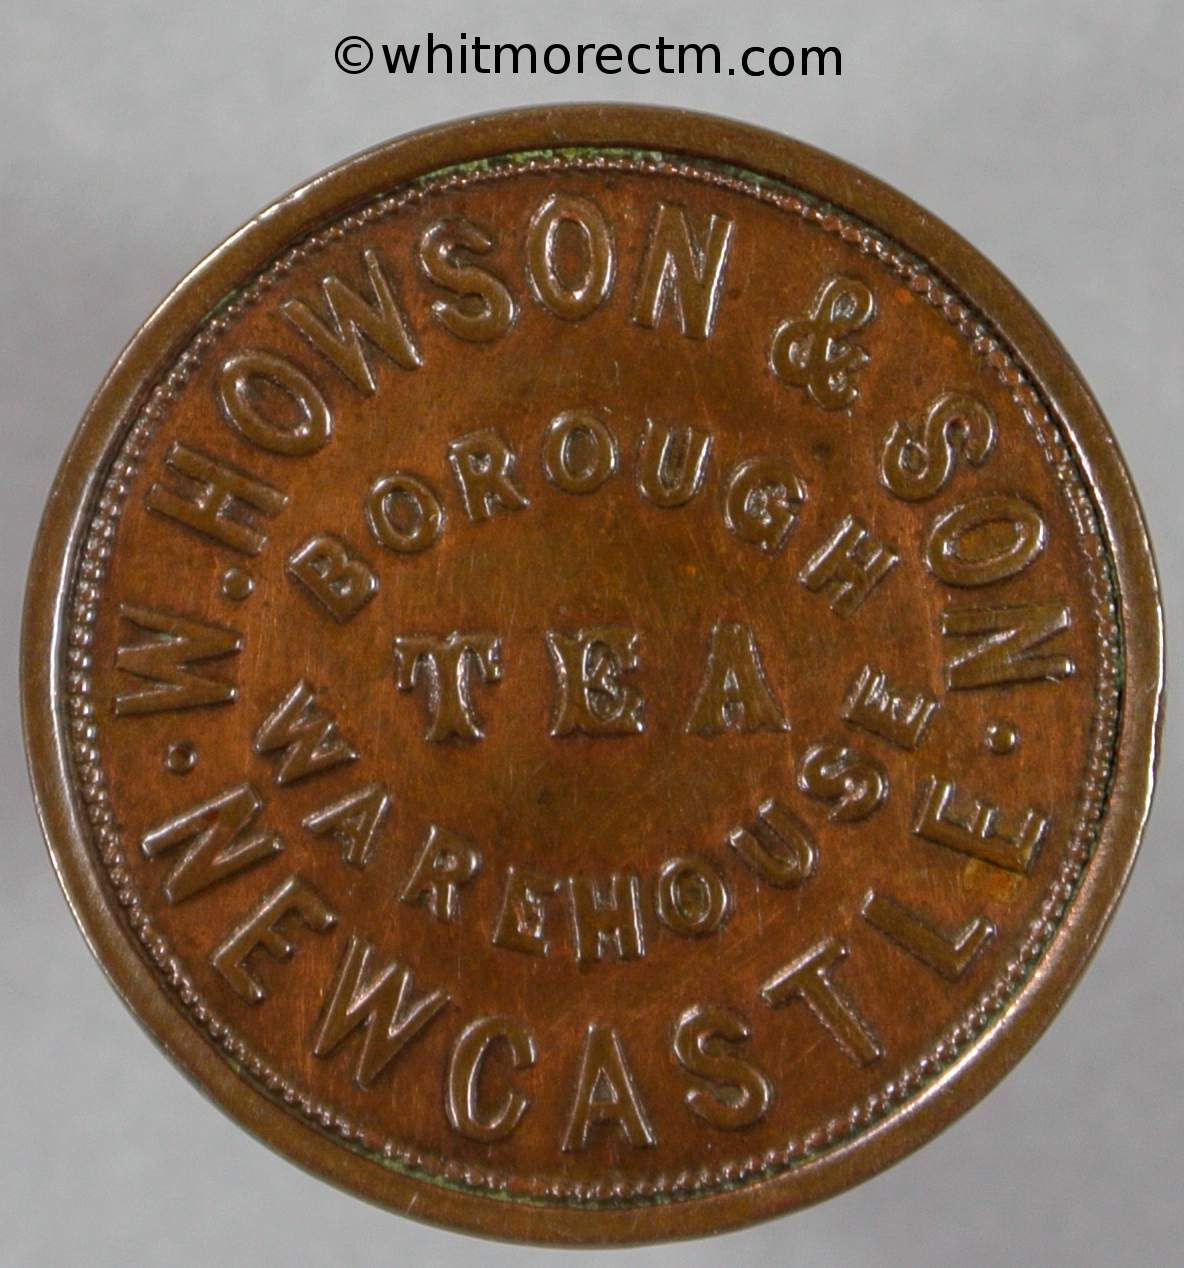 ©whitmorectm.com
W. HOWSON & SON
· NEWCASTLE ·
BOROUGH
TEA
WAREHOUSE